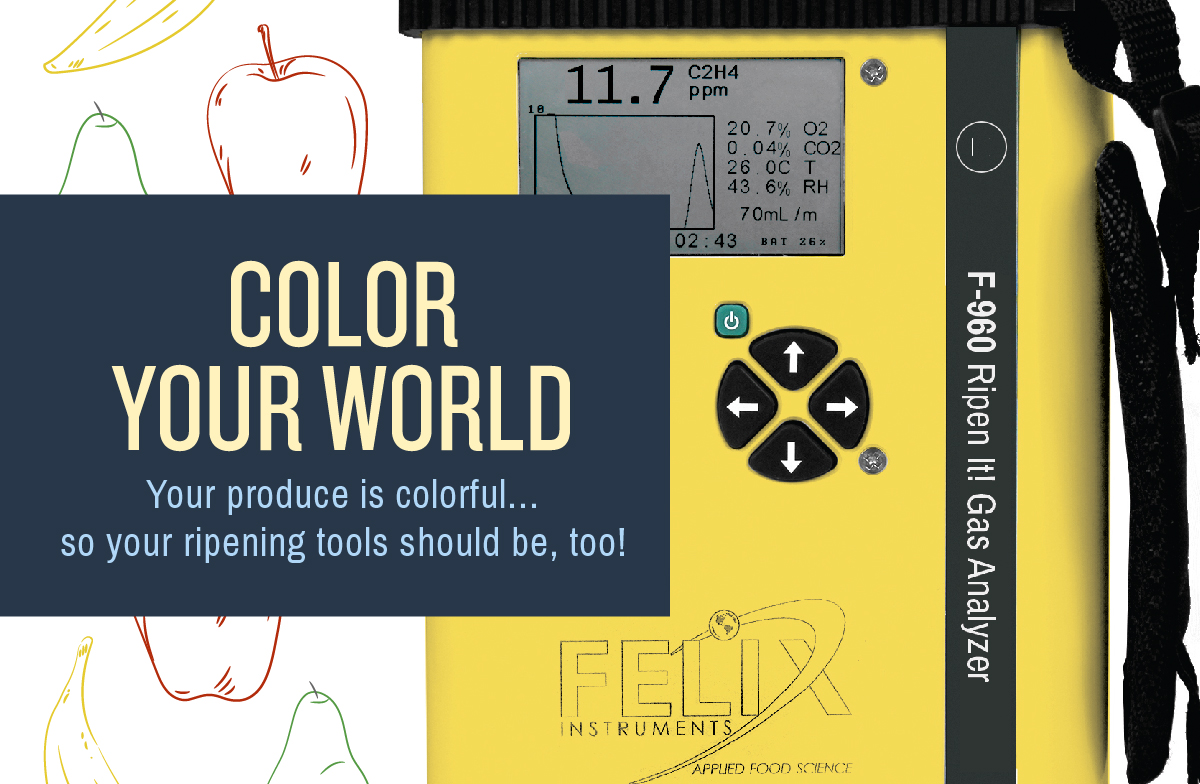 11.7 C2H4
ppm
10
20.7% O2
0.04% CO2
26.0C T
43.6% RH
70mL/m
02:43 BAT 26%
COLOR
YOUR WORLD
Your produce is colorful...
so your ripening tools should be, too!
F-960 Ripen It! Gas Analyzer
FELIX
INSTRUMENTS
APPLIED FOOD SCIENCE